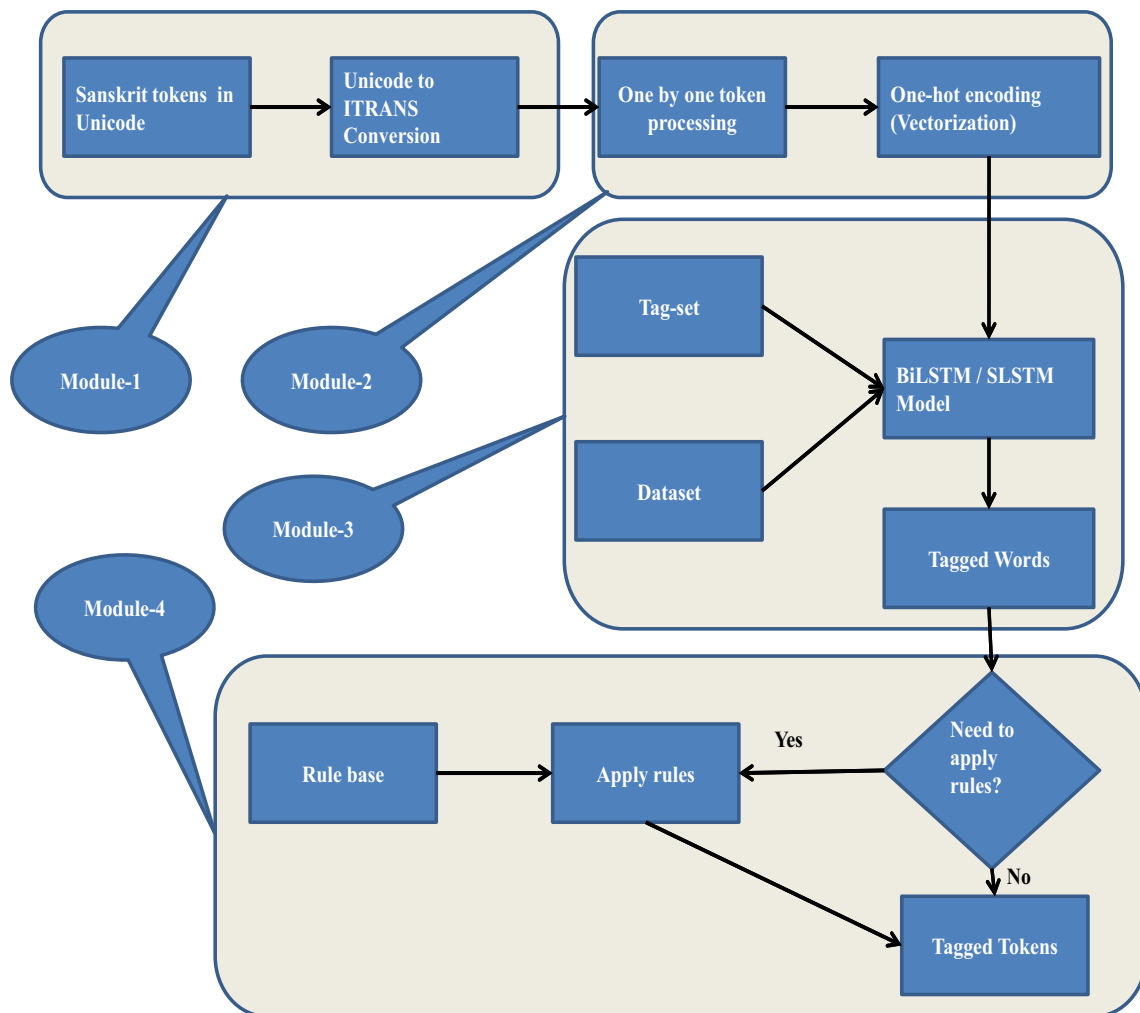 Sanskrit tokens in
Unicode
Unicode to
ITRANS
Conversion
One by one token
processing
One-hot encoding
(Vectorization)
Tag-set
Module-1
Module-2
BiLSTM / SLSTM
Model
Dataset
Module-3
Tagged Words
Module-4
Need to
apply
rules?
Yes
Rule base
Apply rules
No
Tagged Tokens